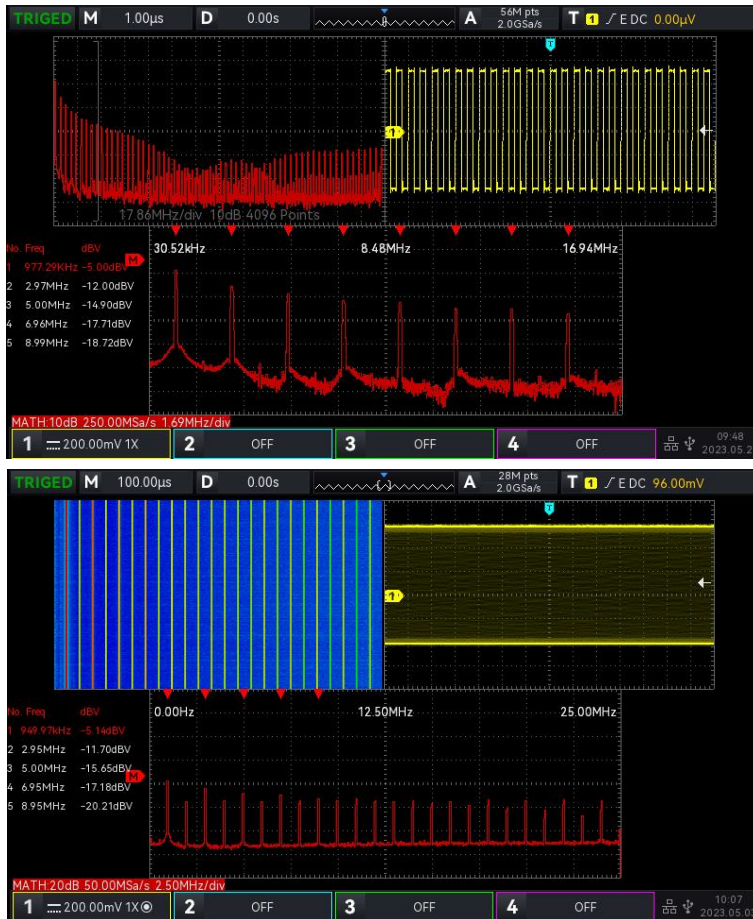 TRIGED M 1.00µs D 0.00s A 56M pts 2.0GSa/s T 1 E DC 0.00µV
T
1
17.86MHz/div 10dB 4096 Points
No. Freq dBV
1 977.29KHz -5.00dBV
2 2.97MHz -12.00dBV
3 5.00MHz -14.90dBV
4 6.96MHz -17.71dBV
5 8.99MHz -18.72dBV
M
30.52kHz 8.48MHz 16.94MHz
MATH:10dB 250.00MSa/s 1.69MHz/div
1 200.00mV 1X 2 OFF 3 OFF 4 OFF 09:48
2023.05.2
TRIGED M 100.00µs D 0.00s A 28M pts 2.0GSa/s T 1 E DC 96.00mV
T
1
No. Freq dBV
1 949.97kHz -5.14dBV
2 2.95MHz -11.70dBV
3 5.00MHz -15.65dBV
4 6.95MHz -17.18dBV
5 8.95MHz -20.21dBV
M
0.00Hz 12.50MHz 25.00MHz
MATH:20dB 50.00MSa/s 2.50MHz/div
1 200.00mV 1X 2 OFF 3 OFF 4 OFF 10:07